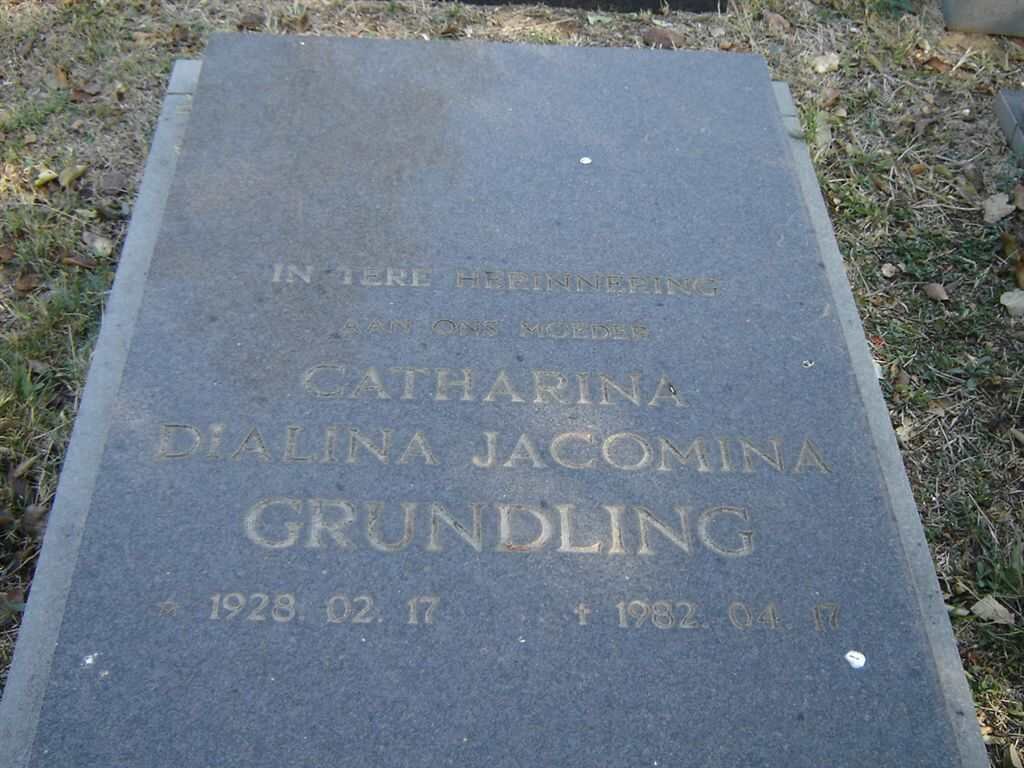 IN TERE HERINNERING
AAN ONS MOEDER
CATHARINA
DIALINA JACOMINA
GRUNDLING
* 1928. 02. 17 † 1982. 04. 17